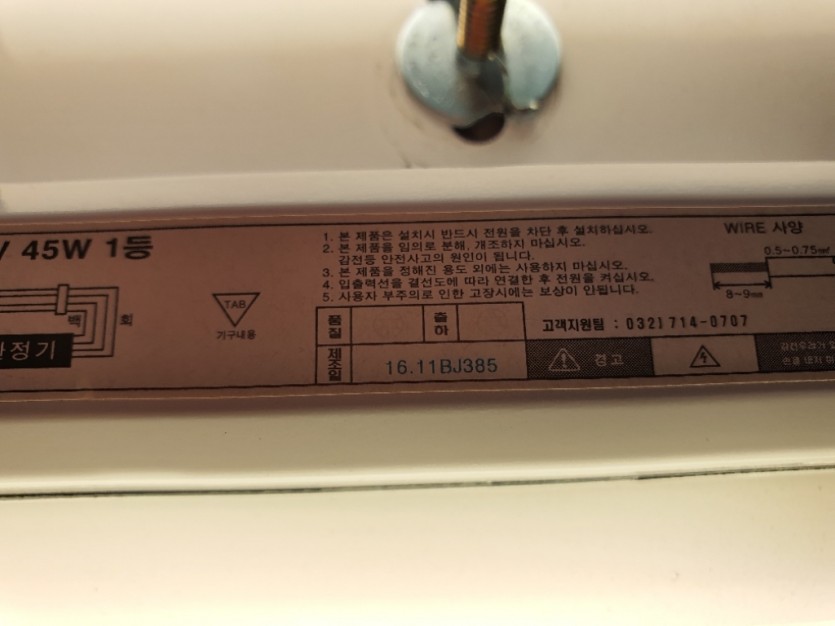 V 45W 1등
백
회
안정기
TAB
기구내용
1. 본 제품은 설치시 반드시 전원을 차단 후 설치하십시오.
2. 본 제품을 임의로 분해, 개조하지 마십시오.
감전등 안전사고의 원인이 됩니다.
3. 본 제품을 정해진 용도 외에는 사용하지 마십시오.
4. 입출력선을 결선도에 따라 연결한 후 전원을 켜십시오.
5. 사용자 부주의로 인한 고장시에는 보상이 안됩니다.
품질
출하
고객지원팀 : 032) 714-0707
제조일
16.11BJ385
경고
WIRE 사양
0.5~0.75㎟
8~9㎜